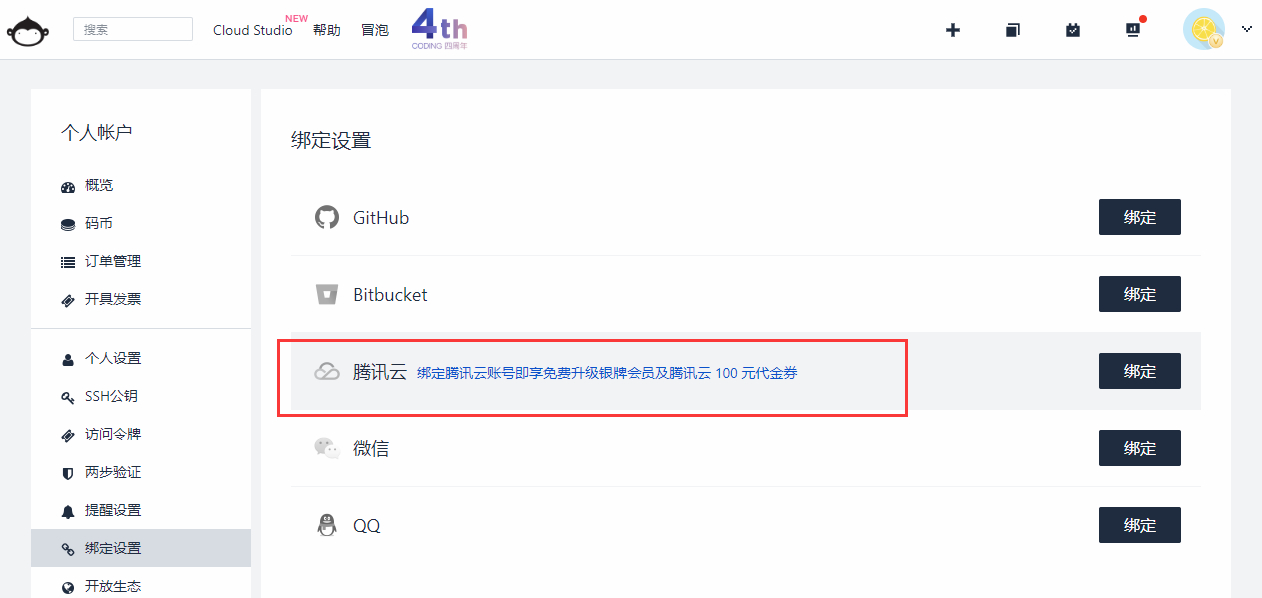 搜索
Cloud Studio NEW
帮助
冒泡
4th
CODING 四周年
个人帐户
概览
码币
订单管理
开具发票
个人设置
SSH公钥
访问令牌
两步验证
提醒设置
绑定设置
开放生态
绑定设置
GitHub 绑定
Bitbucket 绑定
腾讯云 绑定腾讯云账号即享免费升级银牌会员及腾讯云 100 元代金券 绑定
微信 绑定
QQ 绑定